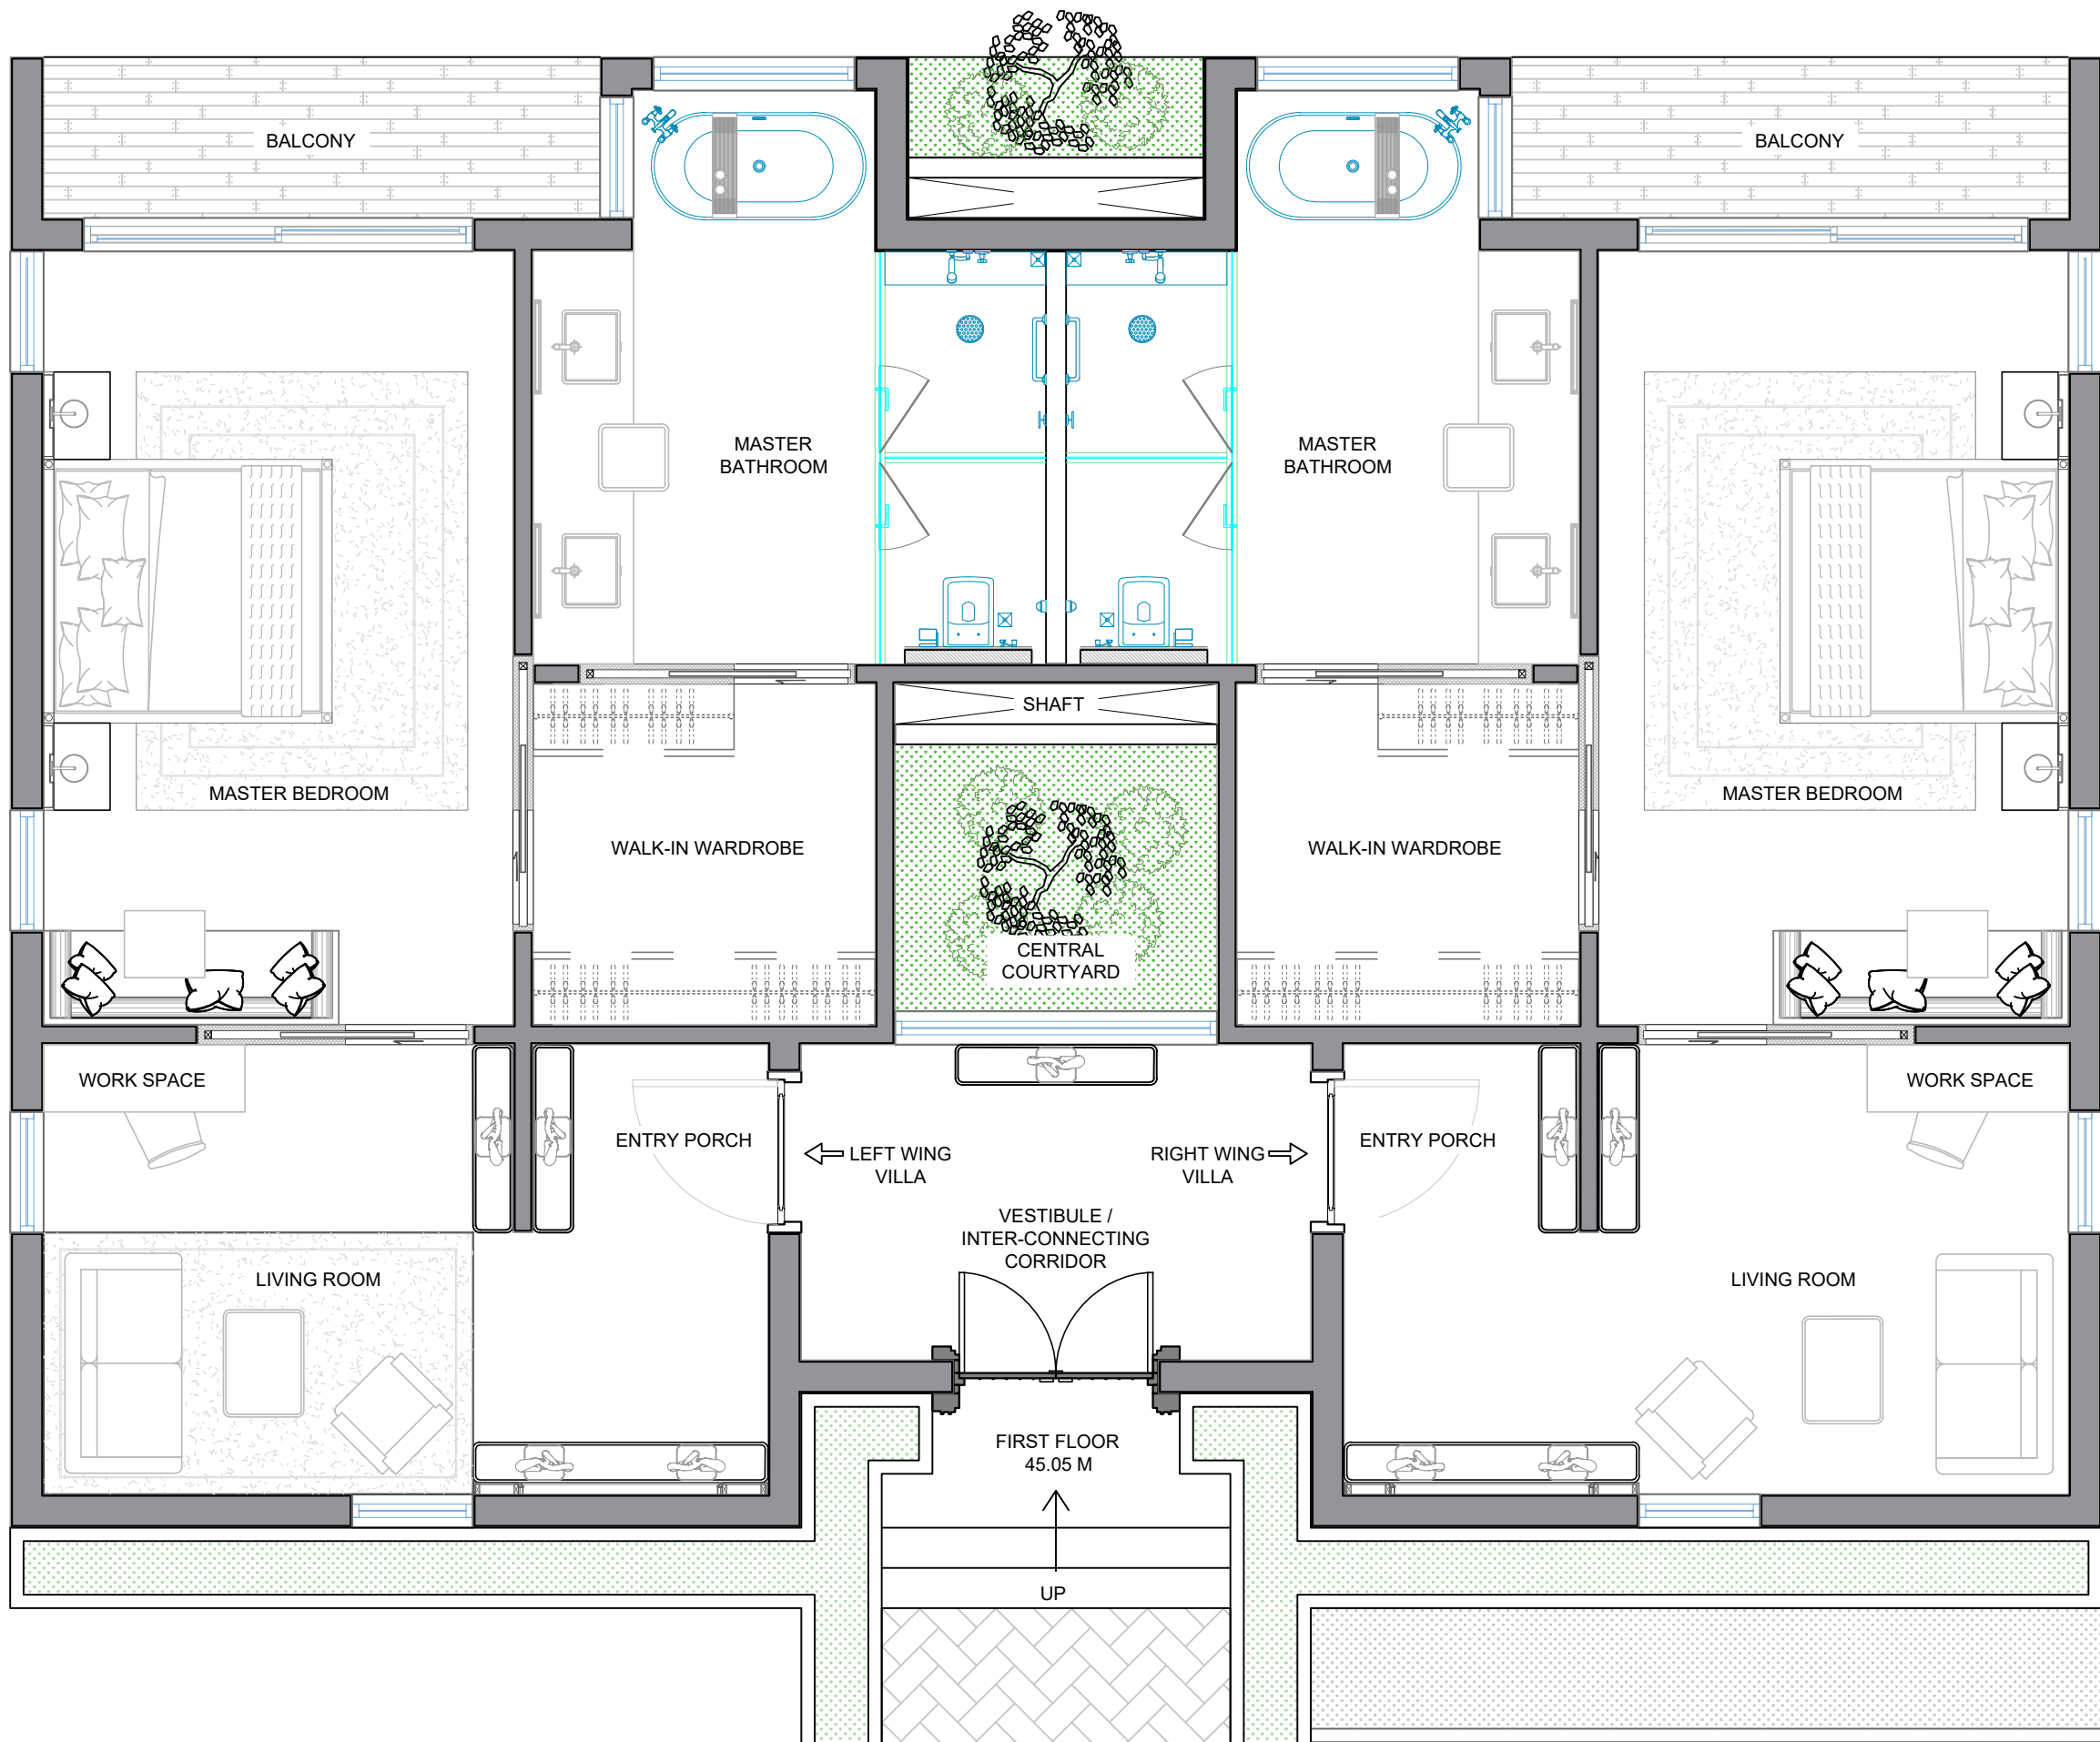 BALCONY
BALCONY
MASTER
BATHROOM
MASTER
BATHROOM
SHAFT
MASTER BEDROOM
MASTER BEDROOM
WALK-IN WARDROBE
WALK-IN WARDROBE
CENTRAL
COURTYARD
WORK SPACE
WORK SPACE
ENTRY PORCH
ENTRY PORCH
LEFT WING
VILLA
RIGHT WING
VILLA
VESTIBULE /
INTER-CONNECTING
CORRIDOR
LIVING ROOM
LIVING ROOM
FIRST FLOOR
45.05 M
UP